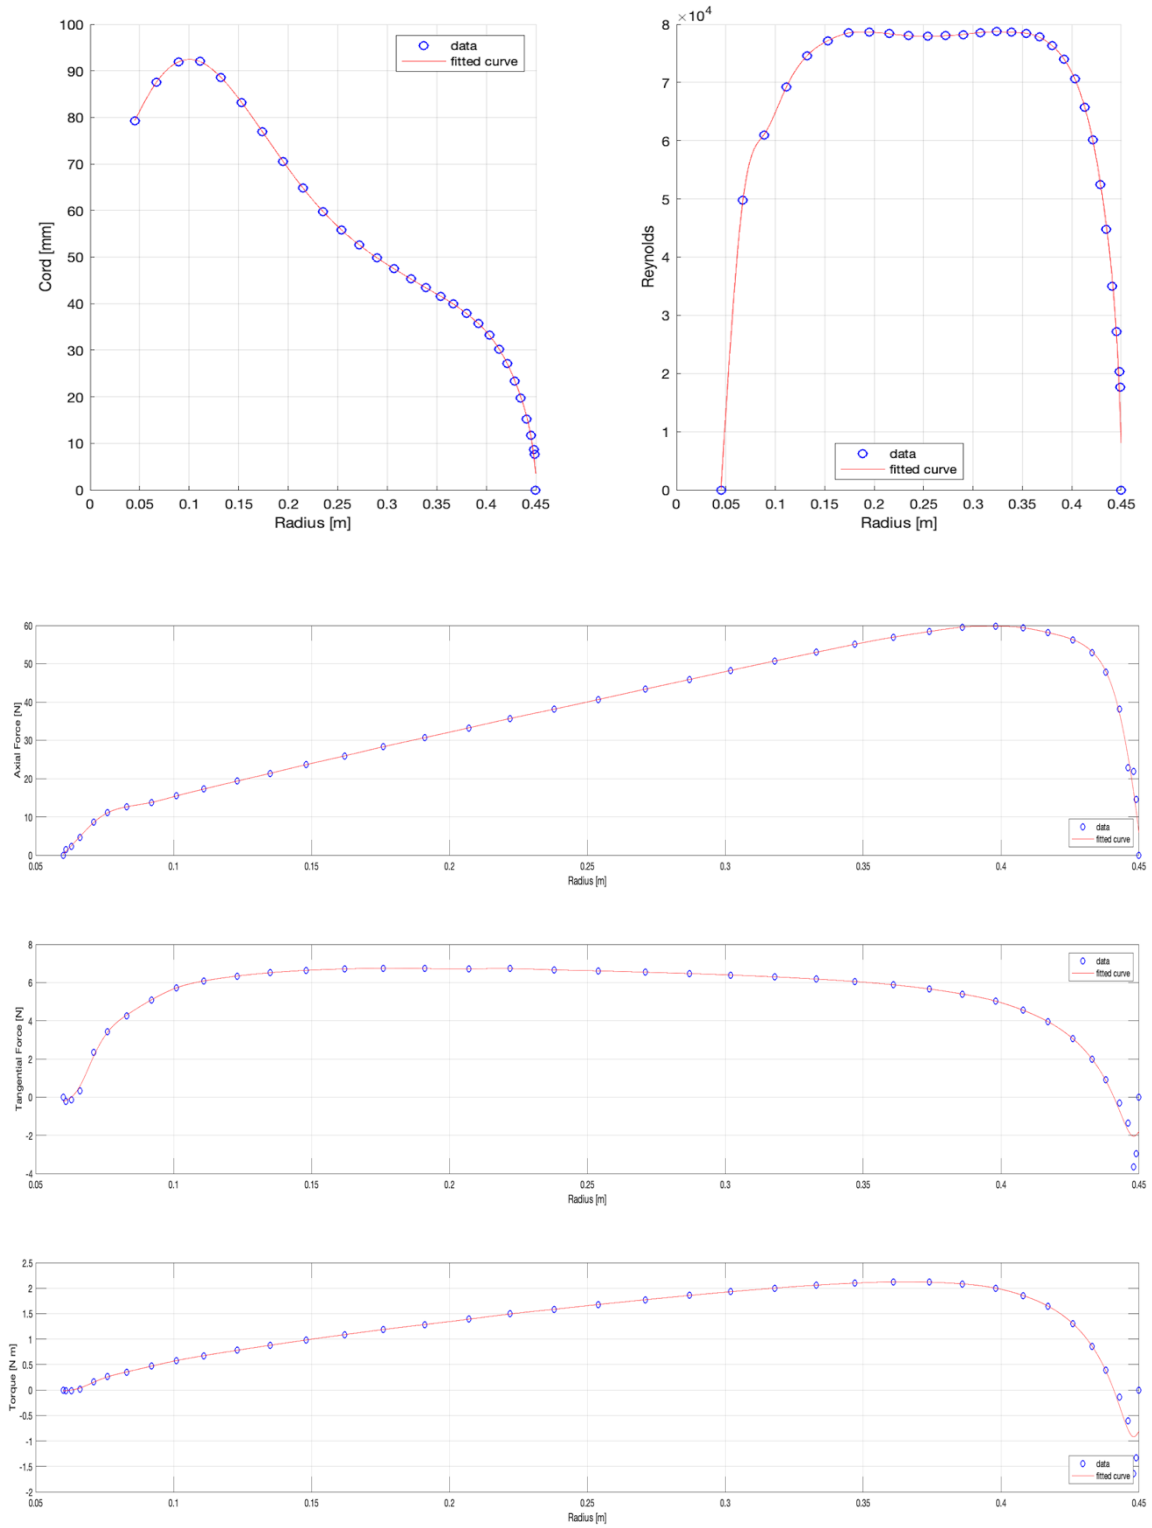 100
90
80
70
60
50
40
30
20
10
0
Cord [mm]
0 0.05 0.1 0.15 0.2 0.25 0.3 0.35 0.4 0.45
Radius [m]
data
fitted curve
×10⁴
8
7
6
5
4
3
2
1
0
Reynolds
0 0.05 0.1 0.15 0.2 0.25 0.3 0.35 0.4 0.45
Radius [m]
data
fitted curve
60
50
40
30
20
10
0
Axial Force [N]
0.05 0.1 0.15 0.2 0.25 0.3 0.35 0.4 0.45
Radius [m]
data
fitted curve
8
6
4
2
0
-2
-4
Tangential Force [N]
0.05 0.1 0.15 0.2 0.25 0.3 0.35 0.4 0.45
Radius [m]
data
fitted curve
2.5
2
1.5
1
0.5
0
-0.5
-1
-1.5
-2
Torque [N m]
0.05 0.1 0.15 0.2 0.25 0.3 0.35 0.4 0.45
Radius [m]
data
fitted curve